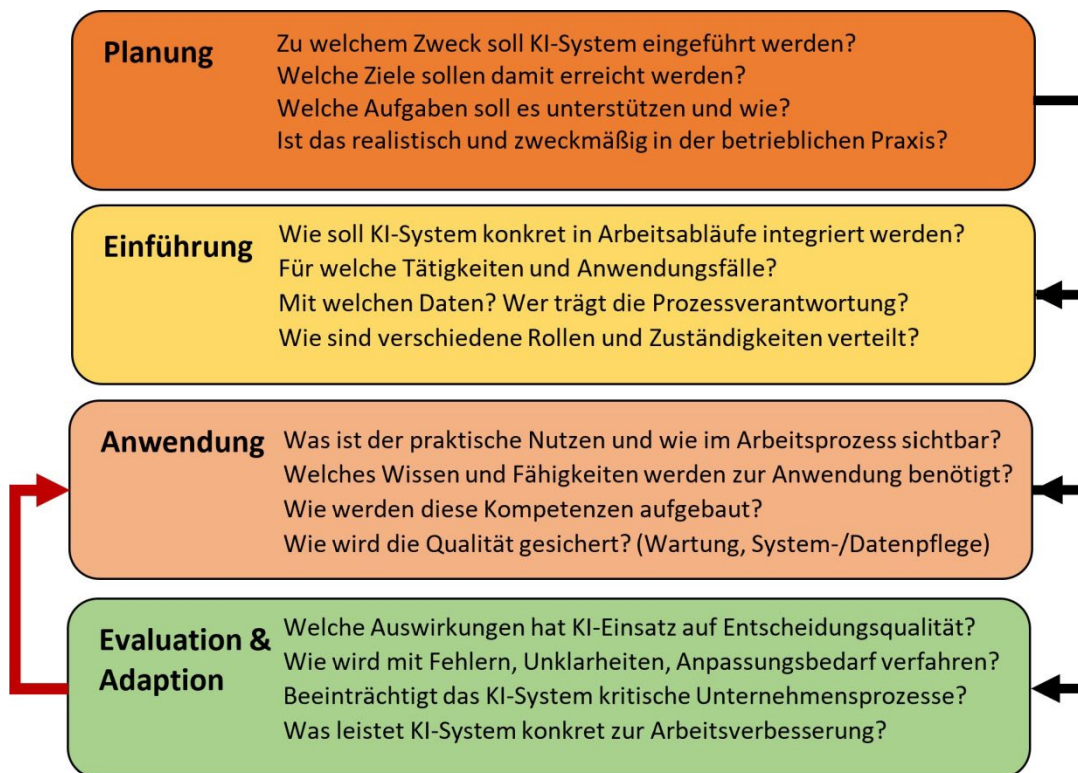 Planung
Zu welchem Zweck soll KI-System eingeführt werden?
Welche Ziele sollen damit erreicht werden?
Welche Aufgaben soll es unterstützen und wie?
Ist das realistisch und zweckmäßig in der betrieblichen Praxis?
Einführung
Wie soll KI-System konkret in Arbeitsabläufe integriert werden?
Für welche Tätigkeiten und Anwendungsfälle?
Mit welchen Daten? Wer trägt die Prozessverantwortung?
Wie sind verschiedene Rollen und Zuständigkeiten verteilt?
Anwendung
Was ist der praktische Nutzen und wie im Arbeitsprozess sichtbar?
Welches Wissen und Fähigkeiten werden zur Anwendung benötigt?
Wie werden diese Kompetenzen aufgebaut?
Wie wird die Qualität gesichert? (Wartung, System-/Datenpflege)
Evaluation &
Adaption
Welche Auswirkungen hat KI-Einsatz auf Entscheidungsqualität?
Wie wird mit Fehlern, Unklarheiten, Anpassungsbedarf verfahren?
Beeinträchtigt das KI-System kritische Unternehmensprozesse?
Was leistet KI-System konkret zur Arbeitsverbesserung?